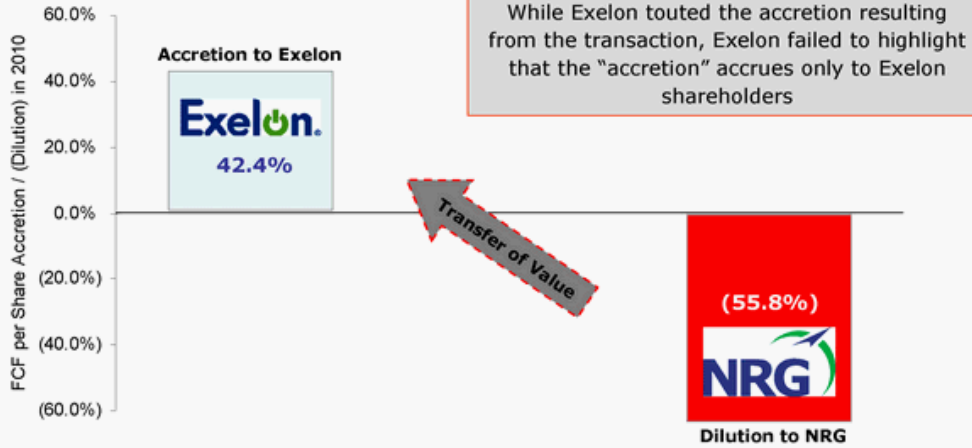 While Exelon touted the accretion resulting
from the transaction, Exelon failed to highlight
that the “accretion” accrues only to Exelon
shareholders
FCF per Share Accretion / (Dilution) in 2010
60.0%
40.0%
20.0%
0.0%
(20.0%)
(40.0%)
(60.0%)
Accretion to Exelon
Exelon.
42.4%
Transfer of Value
(55.8%)
NRG
Dilution to NRG